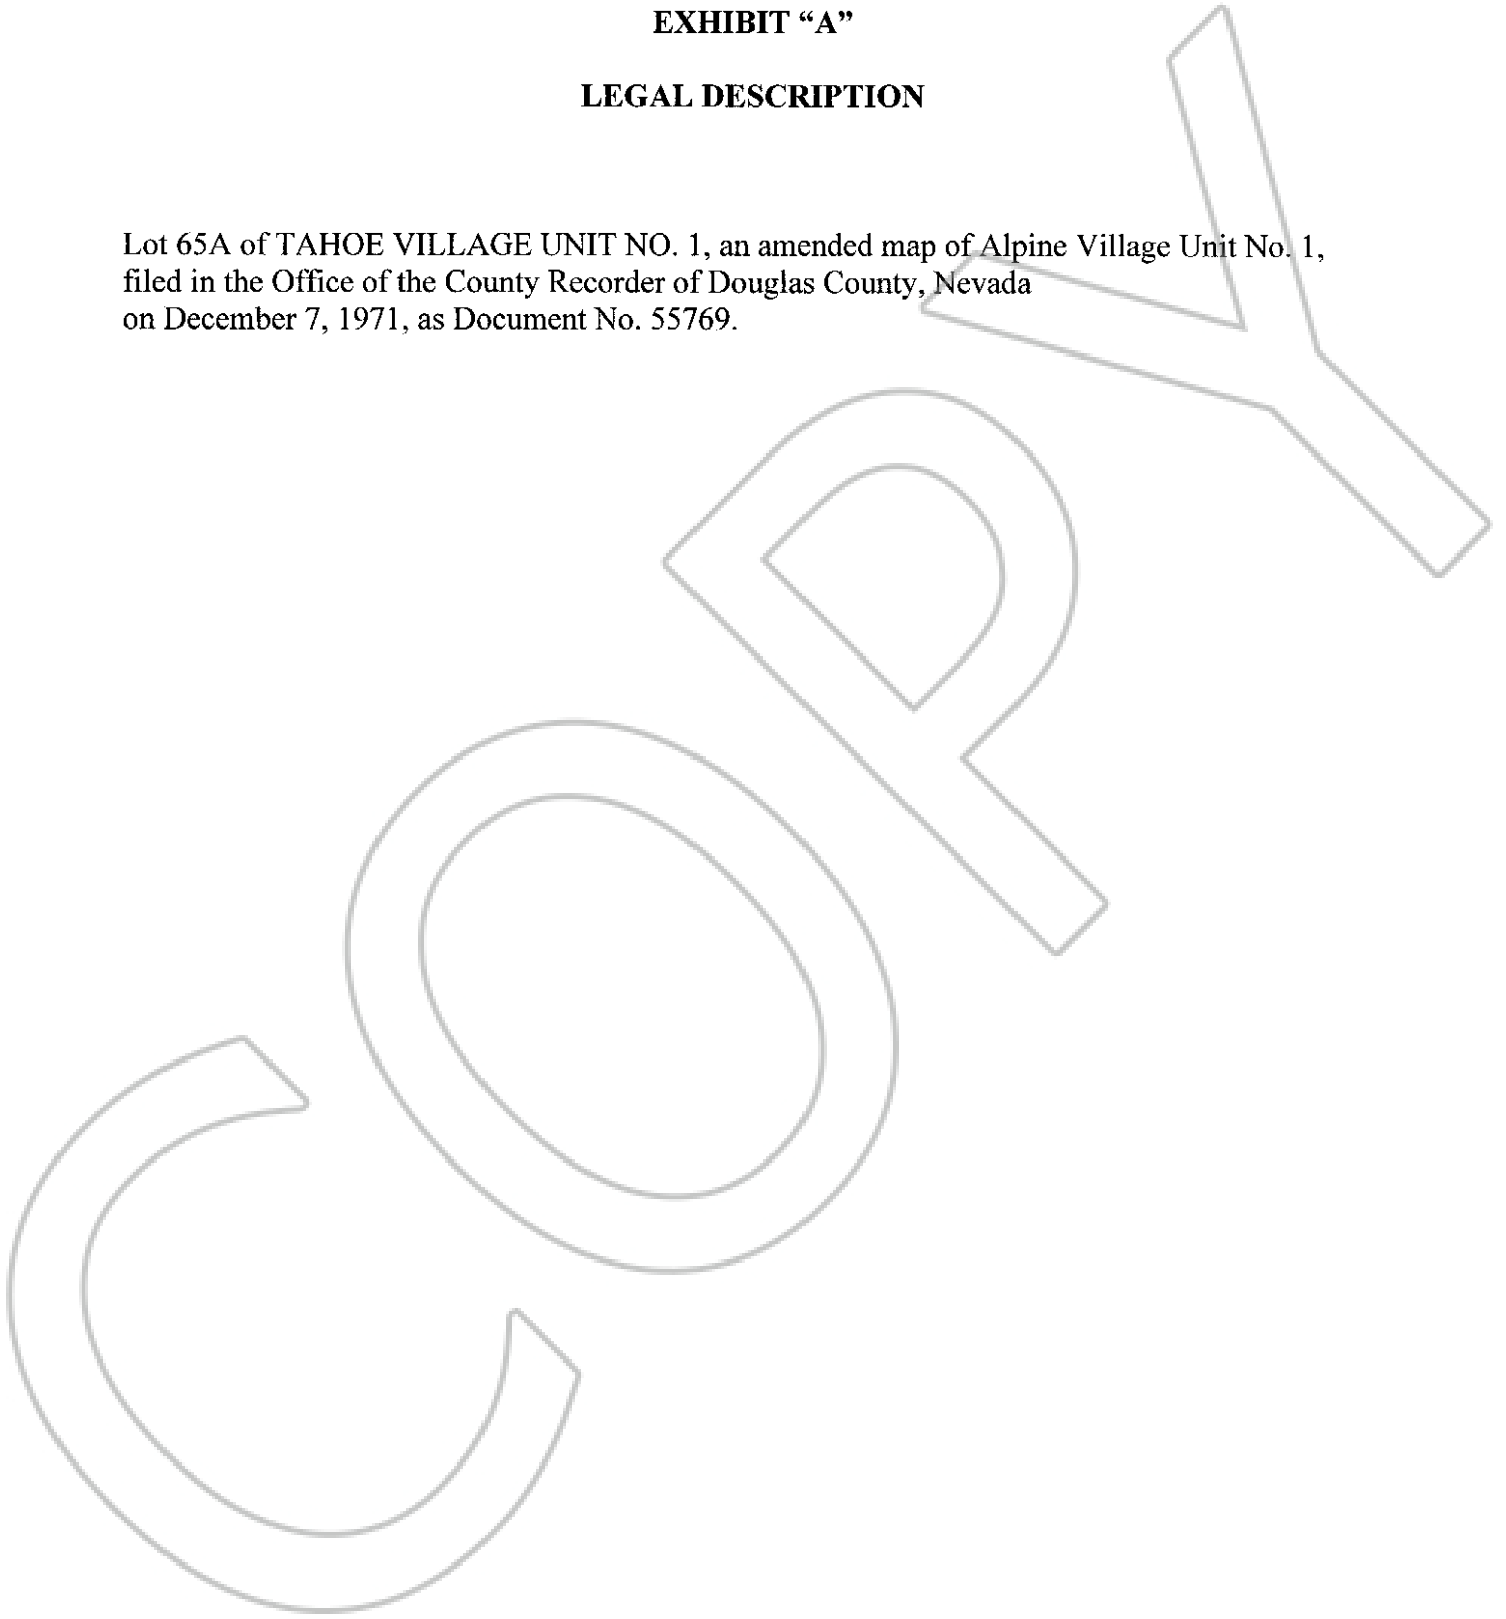 EXHIBIT “A”
LEGAL DESCRIPTION
Lot 65A of TAHOE VILLAGE UNIT NO. 1, an amended map of Alpine Village Unit No. 1,
filed in the Office of the County Recorder of Douglas County, Nevada
on December 7, 1971, as Document No. 55769.
COPY